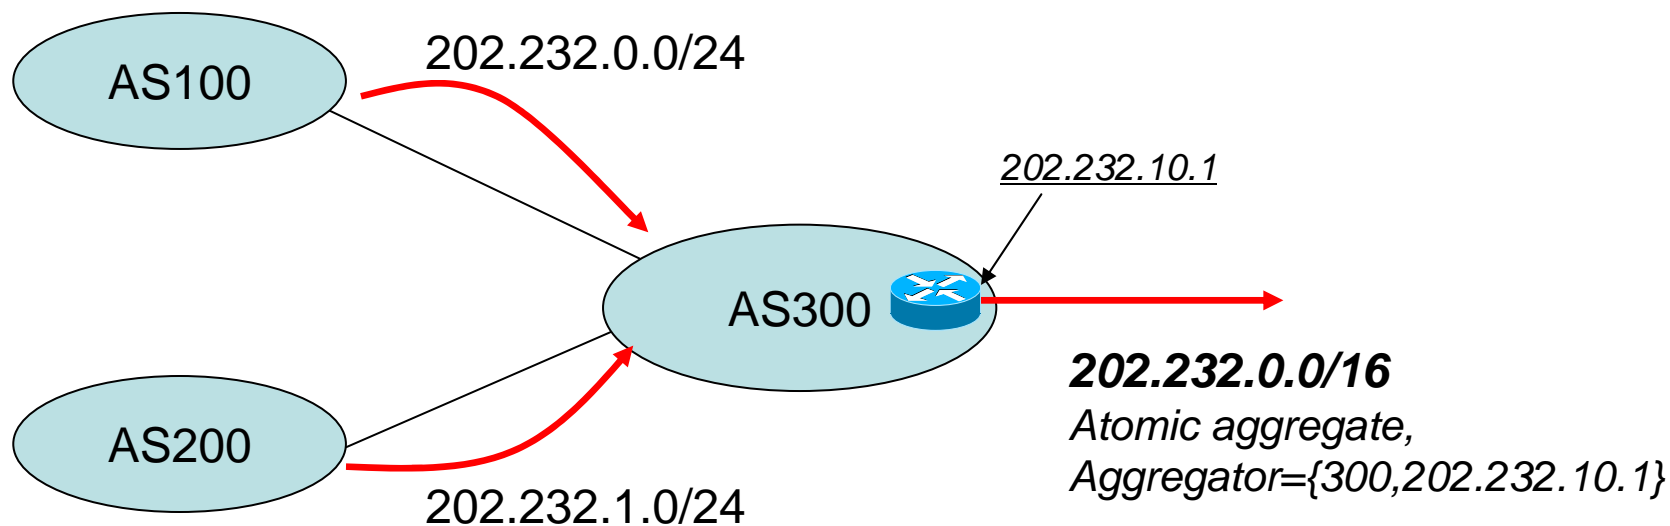 AS100
202.232.0.0/24
202.232.10.1
AS300
202.232.0.0/16
Atomic aggregate,
Aggregator={300,202.232.10.1}
AS200
202.232.1.0/24